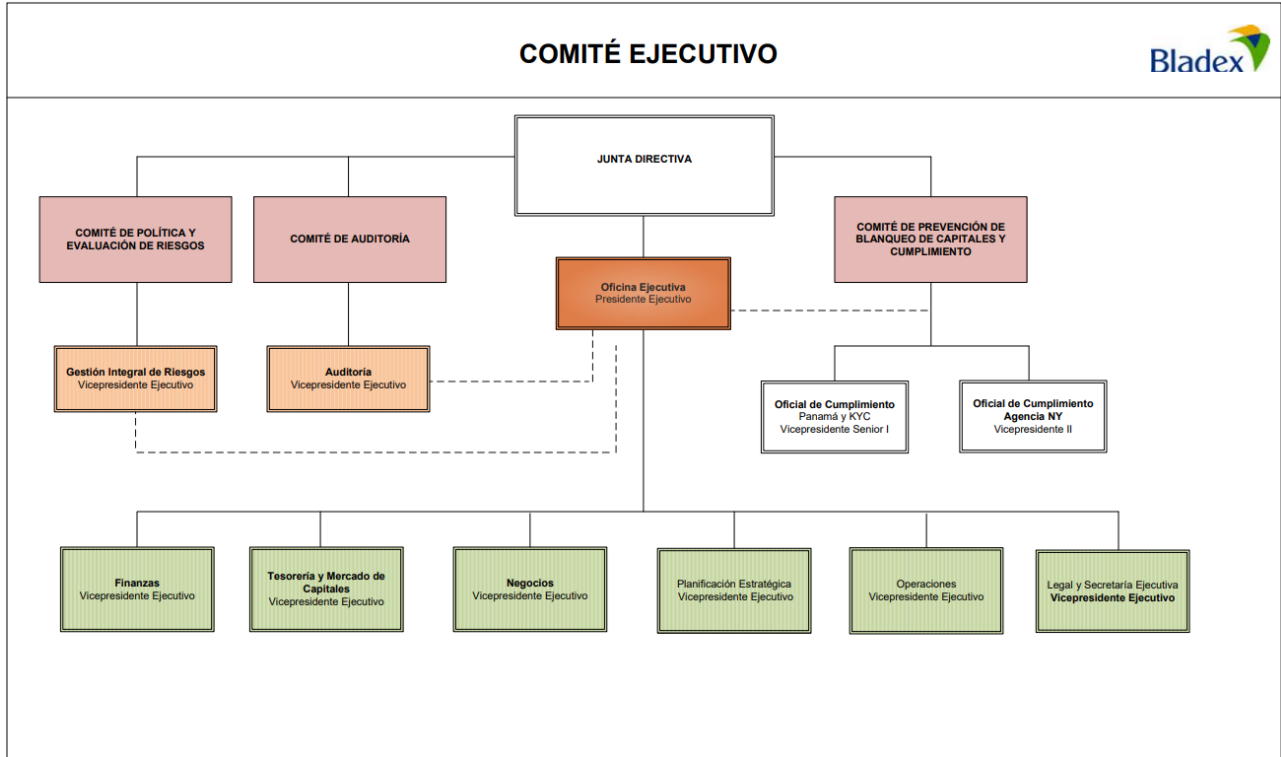 COMITÉ EJECUTIVO
Bladex
JUNTA DIRECTIVA
COMITÉ DE POLÍTICA Y
EVALUACIÓN DE RIESGOS
COMITÉ DE AUDITORÍA
COMITÉ DE PREVENCIÓN DE
BLANQUEO DE CAPITALES Y
CUMPLIMIENTO
Oficina Ejecutiva
Presidente Ejecutivo
Gestión Integral de Riesgos
Vicepresidente Ejecutivo
Auditoría
Vicepresidente Ejecutivo
Oficial de Cumplimiento
Panamá y KYC
Vicepresidente Senior I
Oficial de Cumplimiento
Agencia NY
Vicepresidente II
Finanzas
Vicepresidente Ejecutivo
Tesorería y Mercado de
Capitales
Vicepresidente Ejecutivo
Negocios
Vicepresidente Ejecutivo
Planificación Estratégica
Vicepresidente Ejecutivo
Operaciones
Vicepresidente Ejecutivo
Legal y Secretaría Ejecutiva
Vicepresidente Ejecutivo